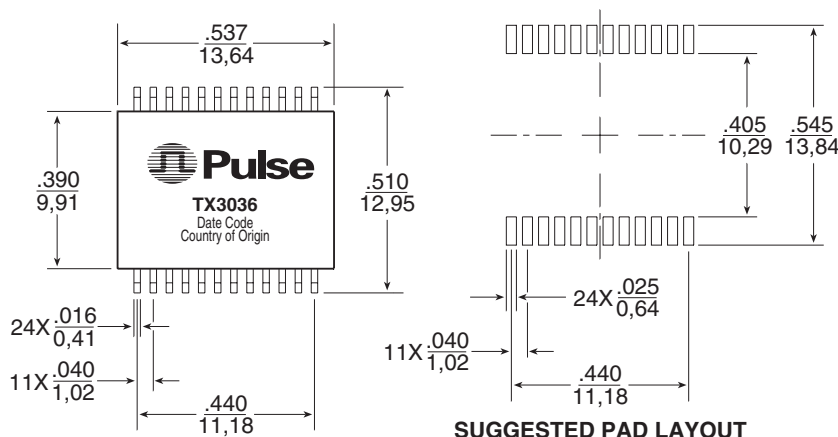 .537
13,64
.390
9,91
Pulse
TX3036
Date Code
Country of Origin
.510
12,95
24X .016
0,41
11X .040
1,02
.440
11,18
.405
10,29
.545
13,84
24X .025
0,64
11X .040
1,02
.440
11,18
SUGGESTED PAD LAYOUT